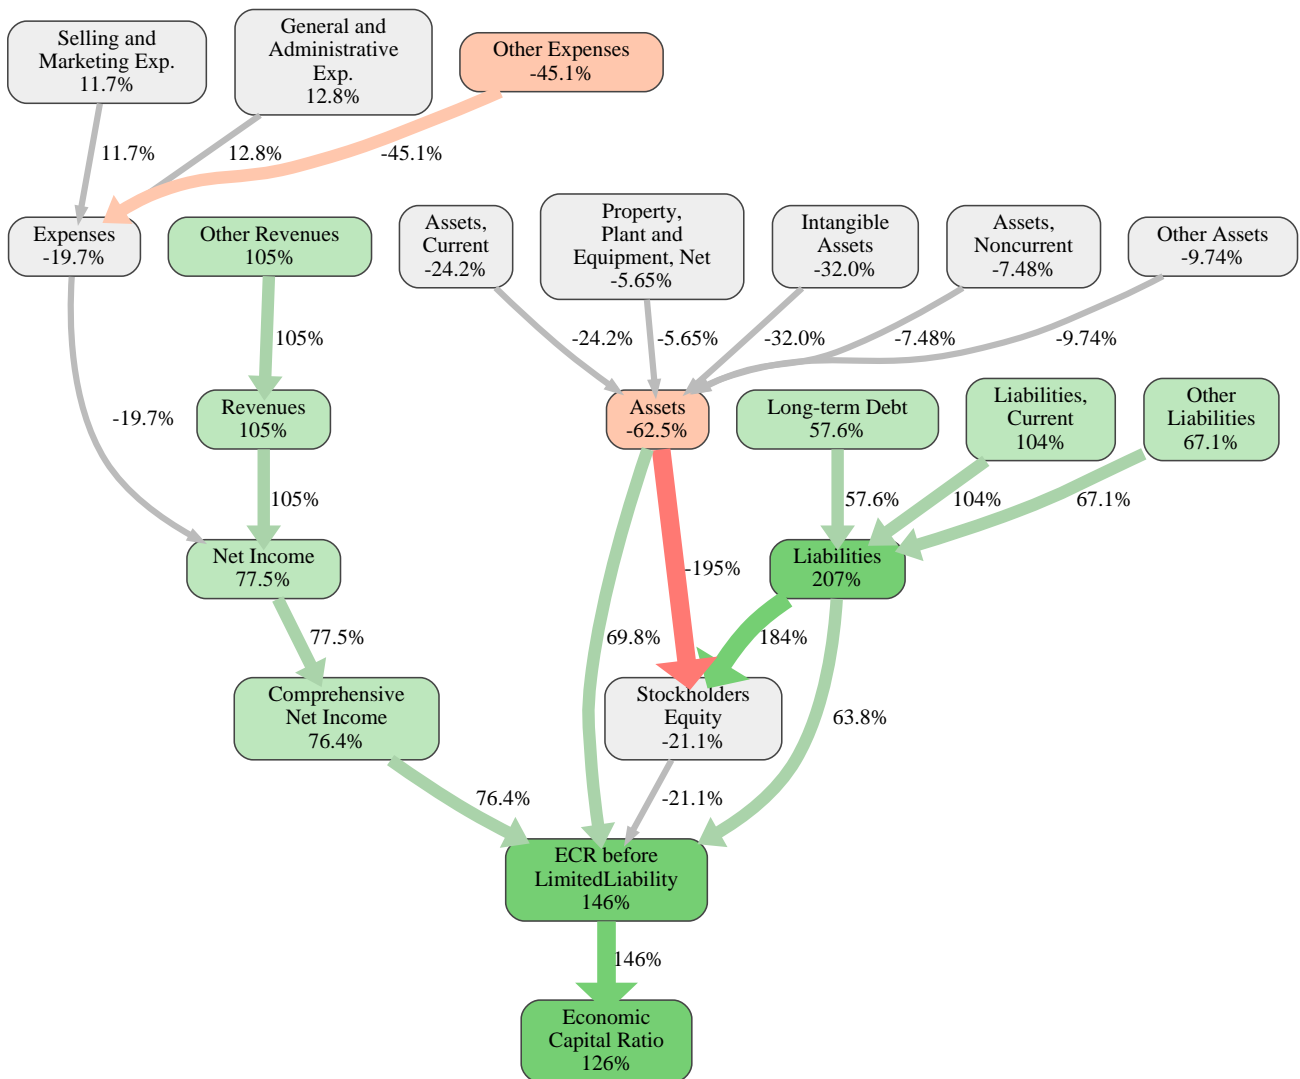 Selling and
Marketing Exp.
11.7%
General and
Administrative
Exp.
12.8%
Other Expenses
-45.1%
11.7%
12.8%
-45.1%
Expenses
-19.7%
Other Revenues
105%
Assets,
Current
-24.2%
Property,
Plant and
Equipment, Net
-5.65%
Intangible
Assets
-32.0%
Assets,
Noncurrent
-7.48%
Other Assets
-9.74%
105%
-24.2%
-5.65%
-32.0%
-7.48%
-9.74%
-19.7%
Revenues
105%
Assets
-62.5%
Long-term Debt
57.6%
Liabilities,
Current
104%
Other
Liabilities
67.1%
105%
57.6%
104%
67.1%
Net Income
77.5%
-195%
Liabilities
207%
77.5%
69.8%
184%
Comprehensive
Net Income
76.4%
Stockholders
Equity
-21.1%
63.8%
76.4%
-21.1%
ECR before
LimitedLiability
146%
146%
Economic
Capital Ratio
126%